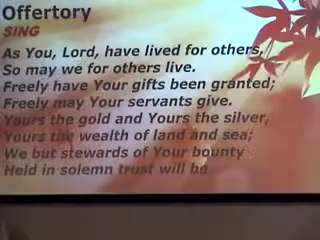 Offertory
SING
As You, Lord, have lived for others,
So may we for others live.
Freely have Your gifts been granted;
Freely may Your servants give.
Yours the gold and Yours the silver,
Yours the wealth of land and sea;
We but stewards of Your bounty
Held in solemn trust will be